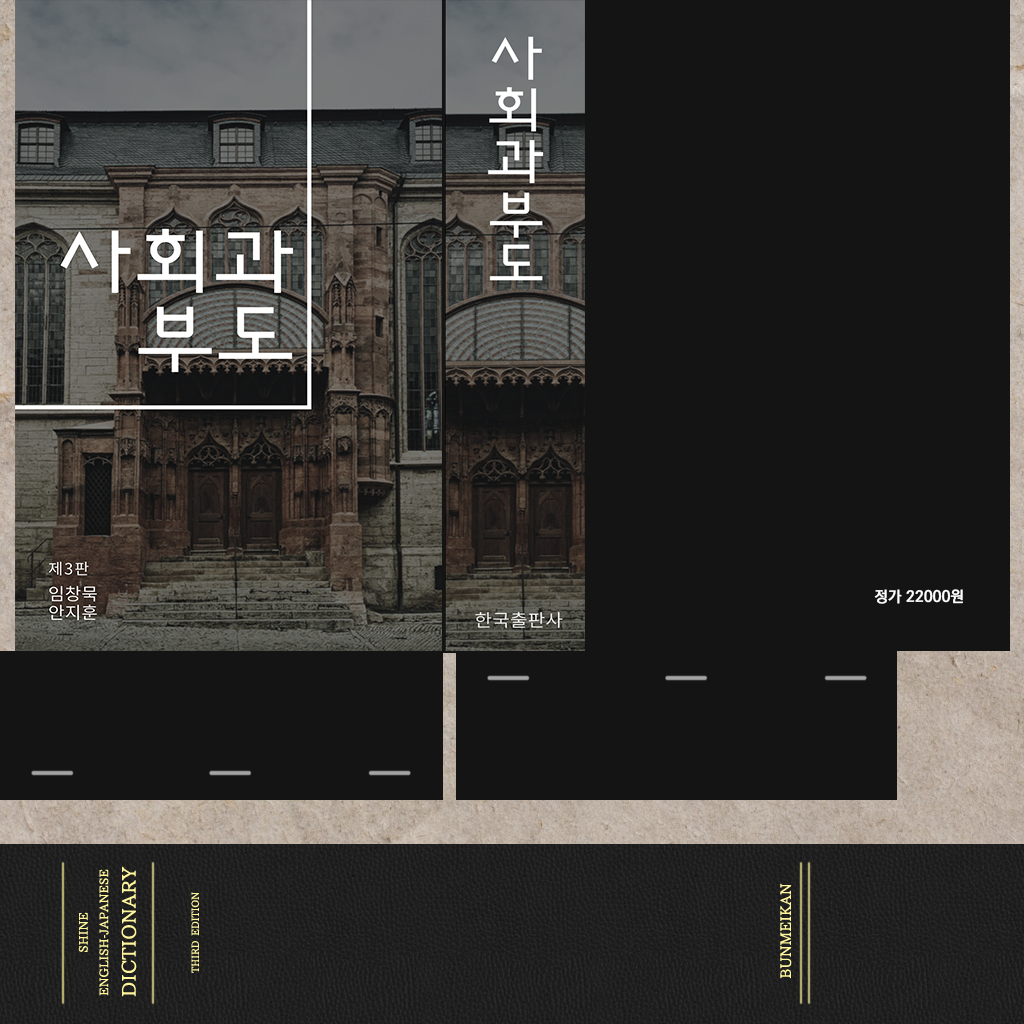 사회과
부도
제3판
임창묵
안지훈
사회과부도
한국출판사
정가 22000원
SHINE
ENGLISH-JAPANESE
DICTIONARY
THIRD EDITION
BUNMEIKAN